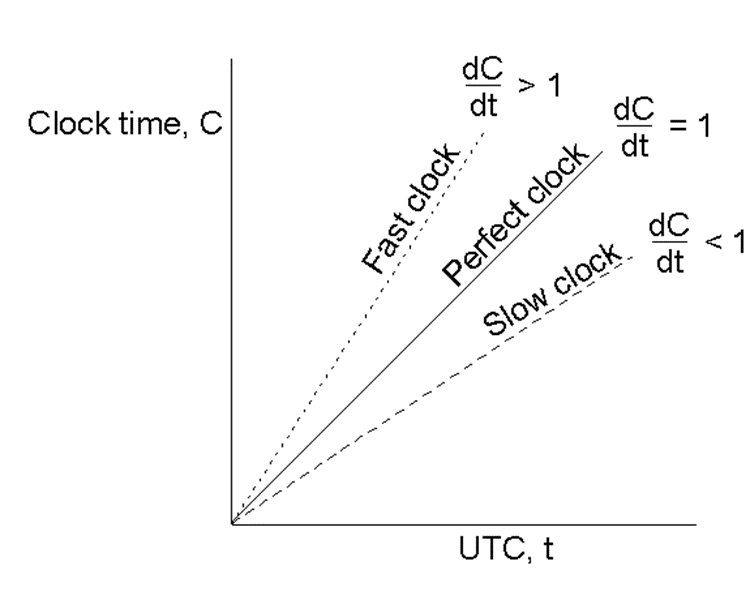 Clock time, C
Fast clock
dC
dt
> 1
Perfect clock
dC
dt
= 1
Slow clock
dC
dt
< 1
UTC, t